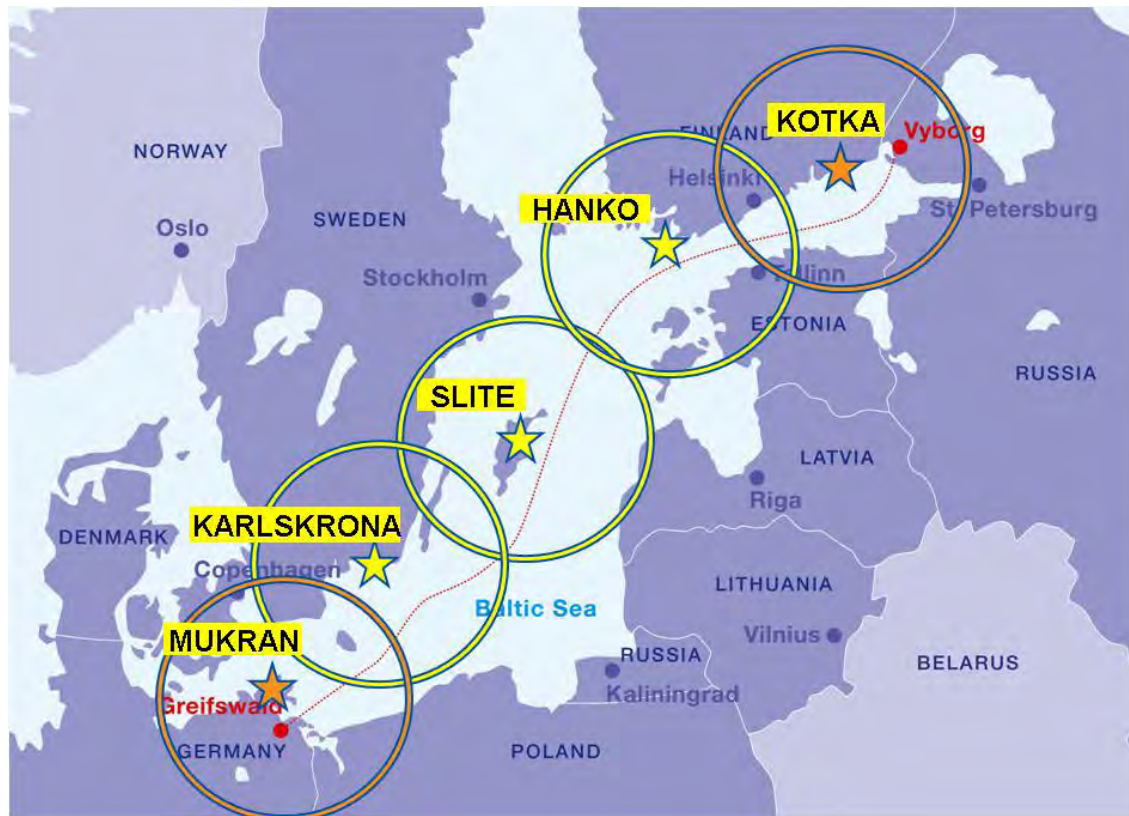 KOTKA
FINLAND
Vyborg
NORWAY
Helsinki
HANKO
St. Petersburg
SWEDEN
Oslo
Stockholm
Tallinn
ESTONIA
RUSSIA
SLITE
LATVIA
Riga
KARLSKRONA
DENMARK
Copenhagen
LITHUANIA
Baltic Sea
Vilnius
MUKRAN
RUSSIA
BELARUS
Kaliningrad
Greifswald
GERMANY
POLAND